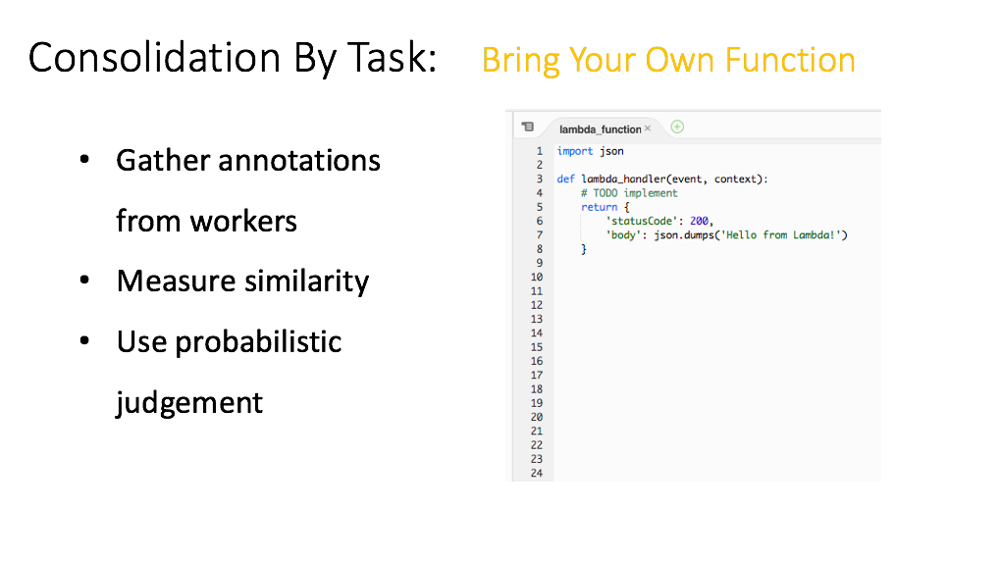 Consolidation By Task: Bring Your Own Function
• Gather annotations
from workers
• Measure similarity
• Use probabilistic
judgement
lambda_function ×
1 import json
2
3 def lambda_handler(event, context):
4     # TODO implement
5     return {
6         'statusCode': 200,
7         'body': json.dumps('Hello from Lambda!')
8     }
9
10
11
12
13
14
15
16
17
18
19
20
21
22
23
24